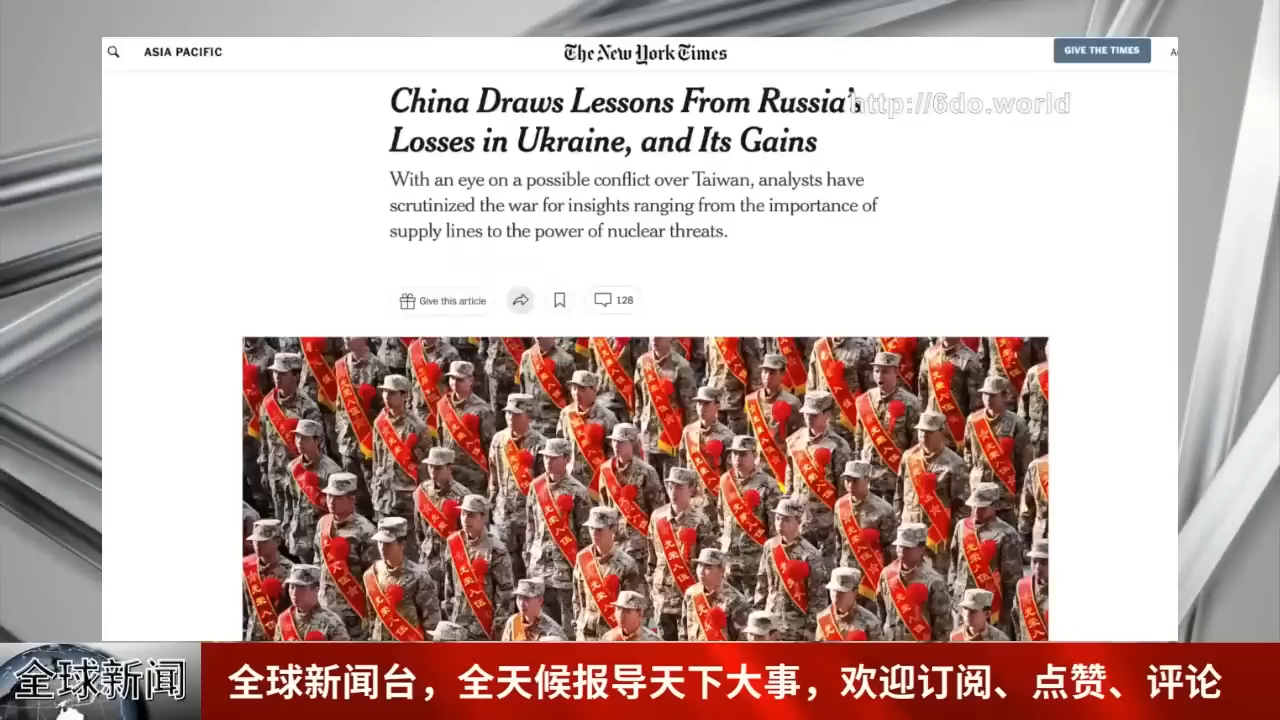 ASIA PACIFIC
The New York Times
GIVE THE TIMES
China Draws Lessons From Russia's
http://6do.world
Losses in Ukraine, and Its Gains
With an eye on a possible conflict over Taiwan, analysts have
scrutinized the war for insights ranging from the importance of
supply lines to the power of nuclear threats.
Give this article
128
全球新闻
全球新闻台，全天候报导天下大事，欢迎订阅、点赞、评论